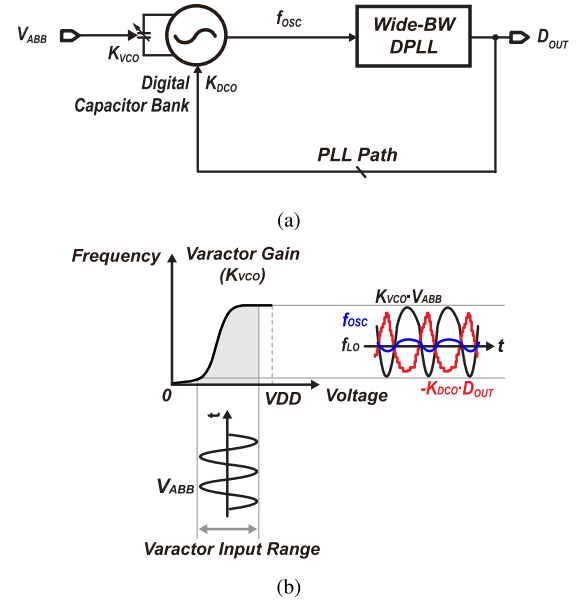 V_ABB
K_VCO
Digital
Capacitor Bank
K_DCO
f_OSC
Wide-BW
DPLL
D_OUT
PLL Path
(a)
Frequency
Varactor Gain
(K_VCO)
0
VDD
Voltage
K_VCO·V_ABB
f_OSC
f_LO
t
-K_DCO·D_OUT
t
V_ABB
Varactor Input Range
(b)